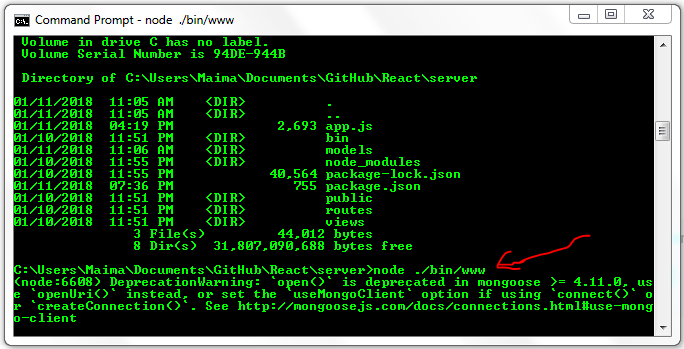 Command Prompt - node ./bin/www
Volume in drive C has no label.
Volume Serial Number is 94DE-944B
Directory of C:\Users\Maima\Documents\GitHub\React\server
01/11/2018  11:05 AM    <DIR>          .
01/11/2018  11:05 AM    <DIR>          ..
01/11/2018  04:19 PM             2,693 app.js
01/10/2018  11:51 PM    <DIR>          bin
01/11/2018  11:06 AM    <DIR>          models
01/10/2018  11:55 PM    <DIR>          node_modules
01/10/2018  11:55 PM            40,564 package-lock.json
01/11/2018  07:36 PM               755 package.json
01/10/2018  11:51 PM    <DIR>          public
01/10/2018  11:51 PM    <DIR>          routes
01/10/2018  11:51 PM    <DIR>          views
3 File(s)         44,012 bytes
8 Dir(s)  31,807,090,688 bytes free
C:\Users\Maima\Documents\GitHub\React\server>node ./bin/www
(node:6608) DeprecationWarning: `open()` is deprecated in mongoose >= 4.11.0, us
e `openUri()` instead, or set the `useMongoClient` option if using `connect()` o
r `createConnection()`. See http://mongoosejs.com/docs/connections.html#use-mong
o-client